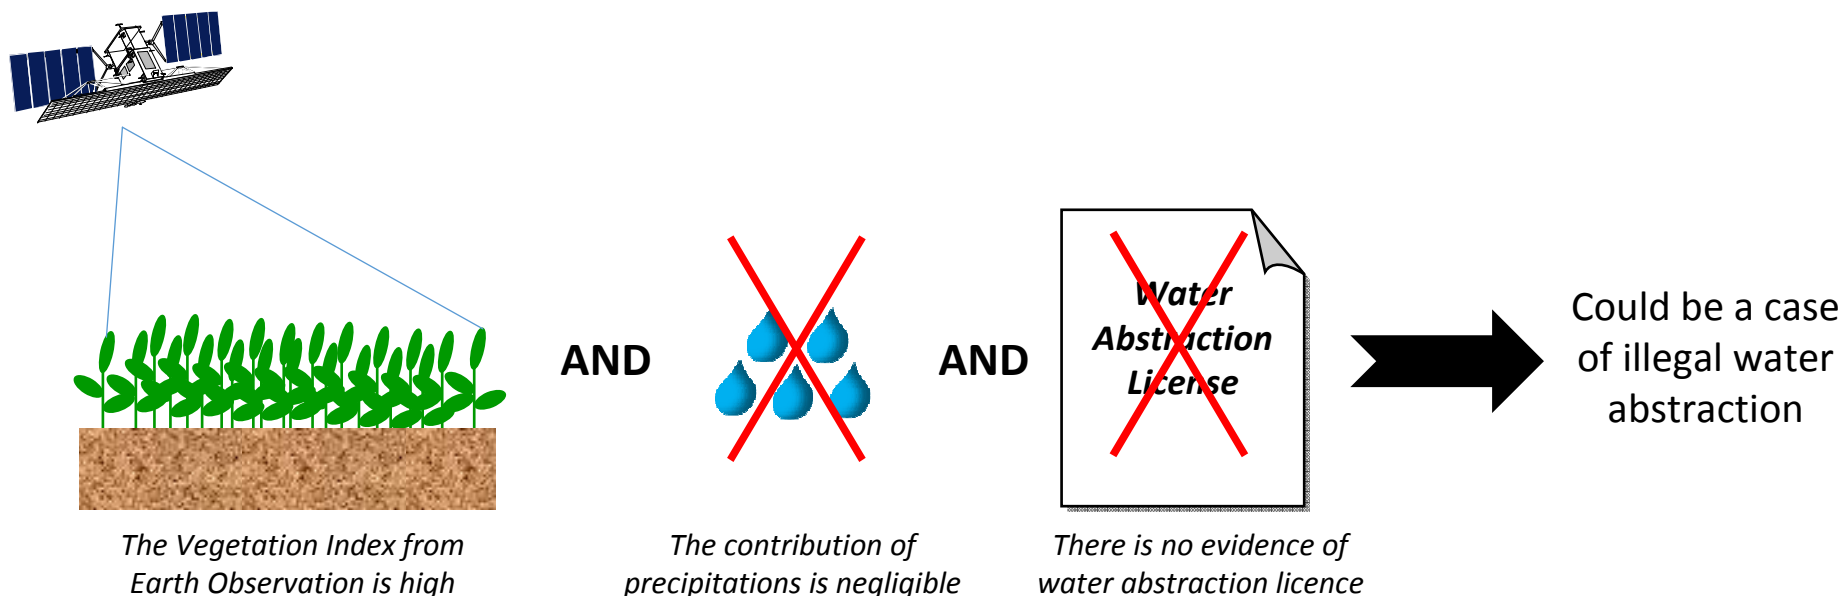 Water
Abstraction
License
AND
AND
Could be a case
of illegal water
abstraction
The Vegetation Index from
Earth Observation is high
The contribution of
precipitations is negligible
There is no evidence of
water abstraction licence